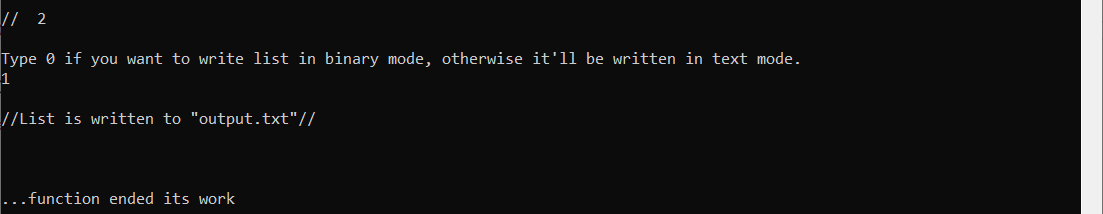 //  2
Type 0 if you want to write list in binary mode, otherwise it'll be written in text mode.
1
//List is written to "output.txt"//
...function ended its work